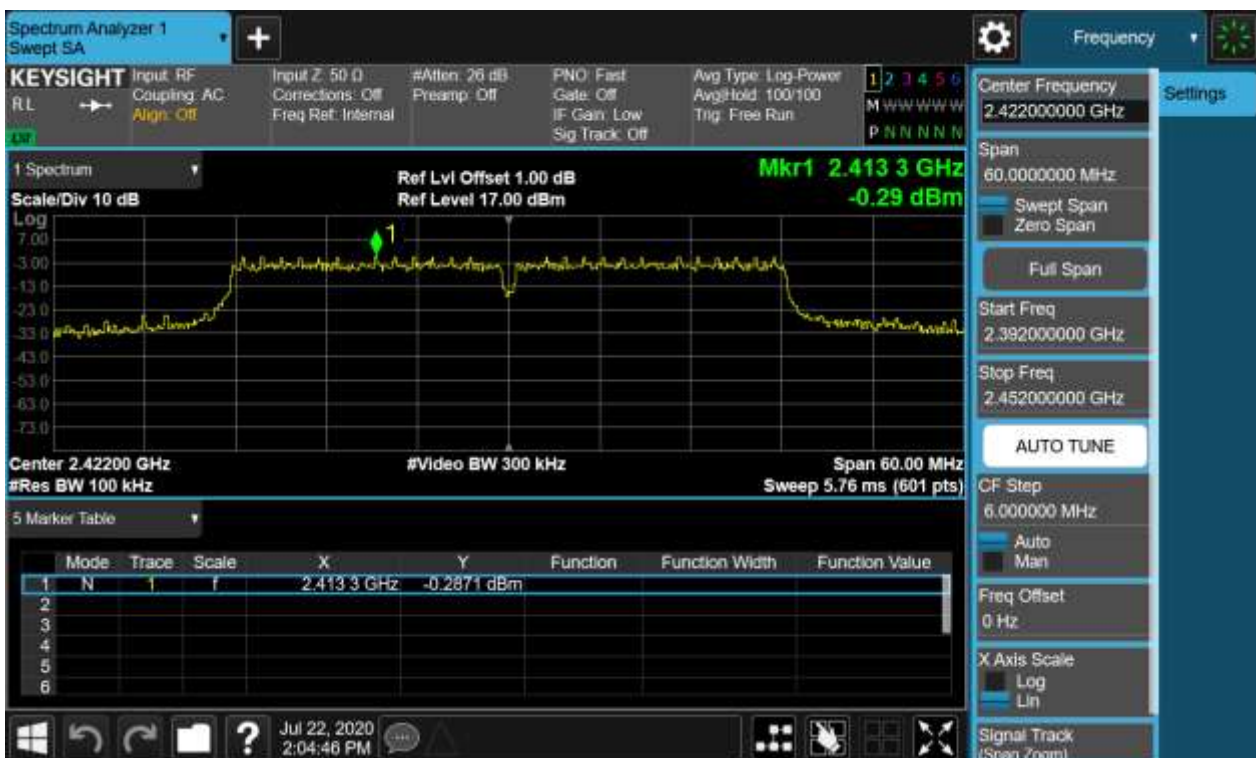 Spectrum Analyzer 1
Swept SA
Frequency
KEYSIGHT
RL
Input: RF
Coupling: AC
Align: Off
Input Z: 50 Ω
Corrections: Off
Freq Ref: Internal
#Atten: 26 dB
Preamp: Off
PNO: Fast
Gate: Off
IF Gain: Low
Sig Track: Off
Avg Type: Log-Power
Avg|Hold: 100/100
Trig: Free Run
1 2 3 4 5 6
M W W W W W
P N N N N N
1 Spectrum
Scale/Div 10 dB
Ref Lvl Offset 1.00 dB
Ref Level 17.00 dBm
Mkr1 2.413 3 GHz
-0.29 dBm
Log
7.00
-3.00
-13.0
-23.0
-33.0
-43.0
-53.0
-63.0
-73.0
1
Center 2.42200 GHz
#Res BW 100 kHz
#Video BW 300 kHz
Span 60.00 MHz
Sweep 5.76 ms (601 pts)
5 Marker Table
Mode Trace Scale X Y Function Function Width Function Value
1 N 1 f 2.413 3 GHz -0.2871 dBm
2
3
4
5
6
?
Jul 22, 2020
2:04:46 PM
Center Frequency
2.422000000 GHz
Settings
Span
60.0000000 MHz
Swept Span
Zero Span
Full Span
Start Freq
2.392000000 GHz
Stop Freq
2.452000000 GHz
AUTO TUNE
CF Step
6.000000 MHz
Auto
Man
Freq Offset
0 Hz
X Axis Scale
Log
Lin
Signal Track
(Span Zoom)